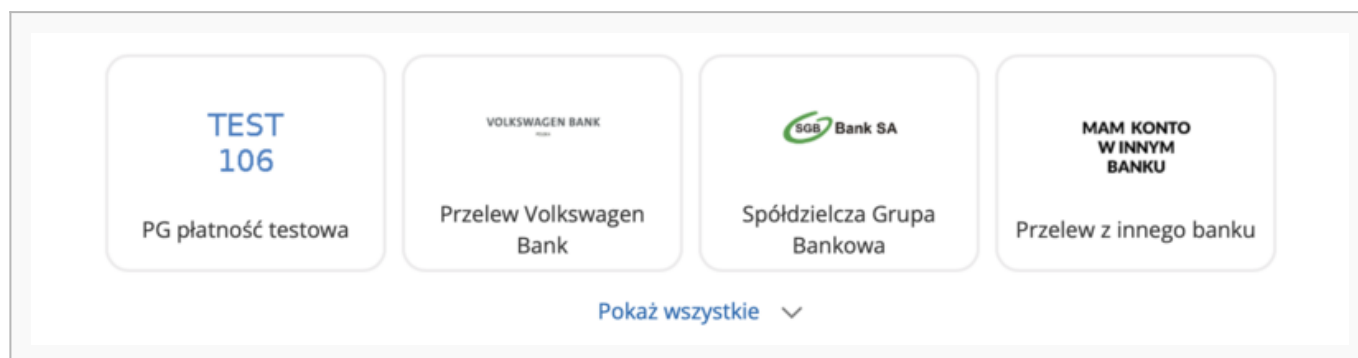 TEST
106
PG płatność testowa
VOLKSWAGEN BANK
Przelew Volkswagen
Bank
SGB Bank SA
Spółdzielcza Grupa
Bankowa
MAM KONTO
W INNYM
BANKU
Przelew z innego banku
Pokaż wszystkie